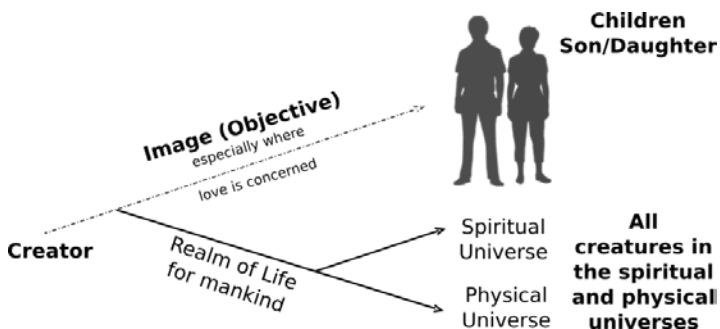 Children
Son/Daughter
Image (Objective)
especially where
love is concerned
Creator
Realm of Life
for mankind
Spiritual
Universe
Physical
Universe
All
creatures in
the spiritual
and physical
universes